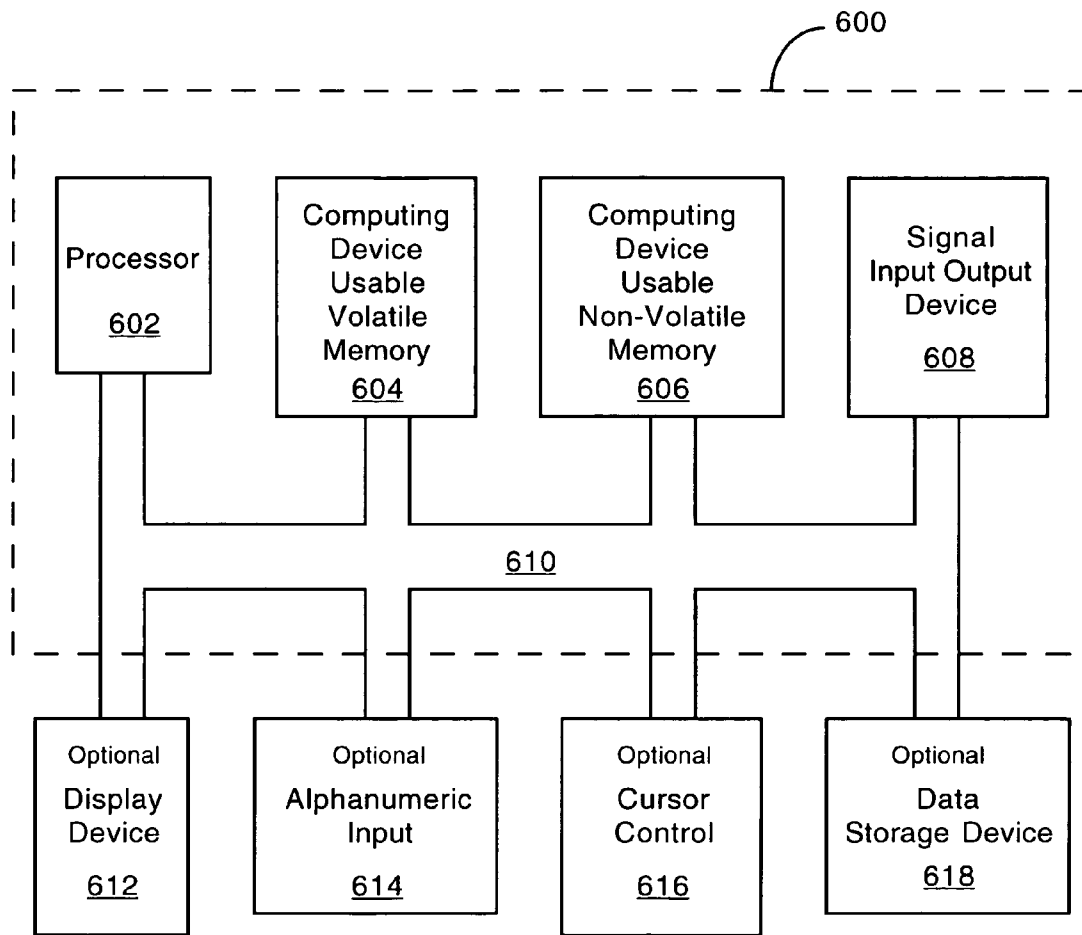 600
Processor
602
Computing
Device
Usable
Volatile
Memory
604
Computing
Device
Usable
Non-Volatile
Memory
606
Signal
Input Output
Device
608
610
Optional
Display
Device
612
Optional
Alphanumeric
Input
614
Optional
Cursor
Control
616
Optional
Data
Storage Device
618